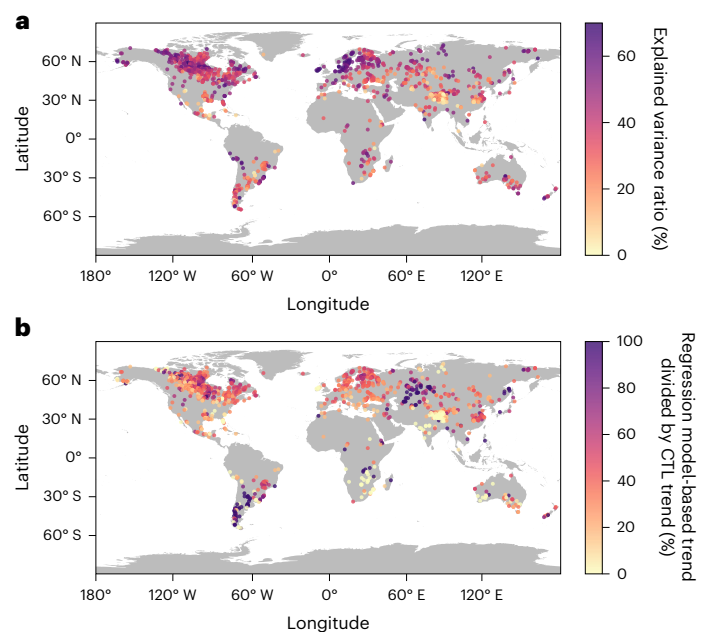 a
60° N
30° N
0°
30° S
60° S
Latitude
180°
120° W
60° W
0°
60° E
120° E
Longitude
60
40
20
0
Explained variance ratio (%)
b
60° N
30° N
0°
30° S
60° S
Latitude
180°
120° W
60° W
0°
60° E
120° E
Longitude
100
80
60
40
20
0
Regression model-based trend
divided by CTL trend (%)